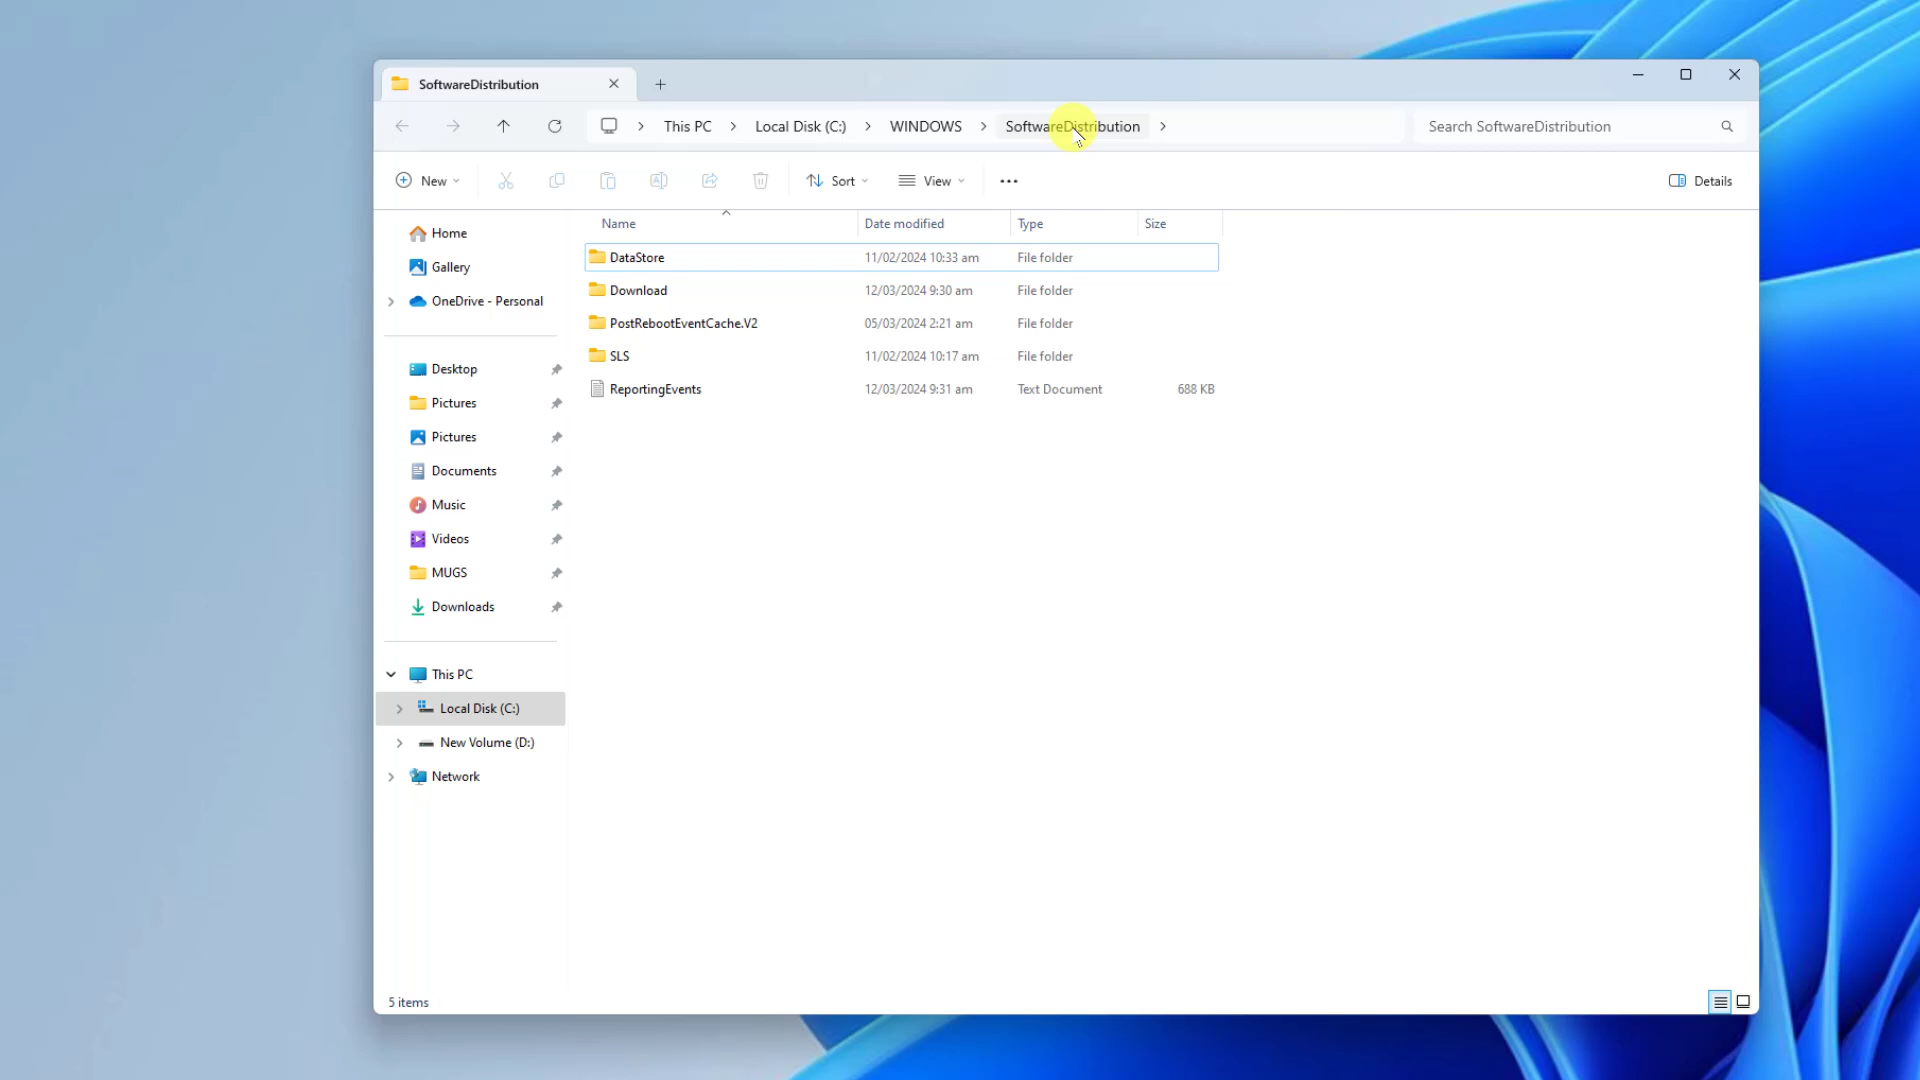 SoftwareDistribution
This PC > Local Disk (C:) > WINDOWS > SoftwareDistribution >
Search SoftwareDistribution
New
Sort
View
Details
Name
Date modified
Type
Size
DataStore 11/02/2024 10:33 am File folder
Download 12/03/2024 9:30 am File folder
PostRebootEventCache.V2 05/03/2024 2:21 am File folder
SLS 11/02/2024 10:17 am File folder
ReportingEvents 12/03/2024 9:31 am Text Document 688 KB
Home
Gallery
OneDrive - Personal
Desktop
Pictures
Pictures
Documents
Music
Videos
MUGS
Downloads
This PC
Local Disk (C:)
New Volume (D:)
Network
5 items